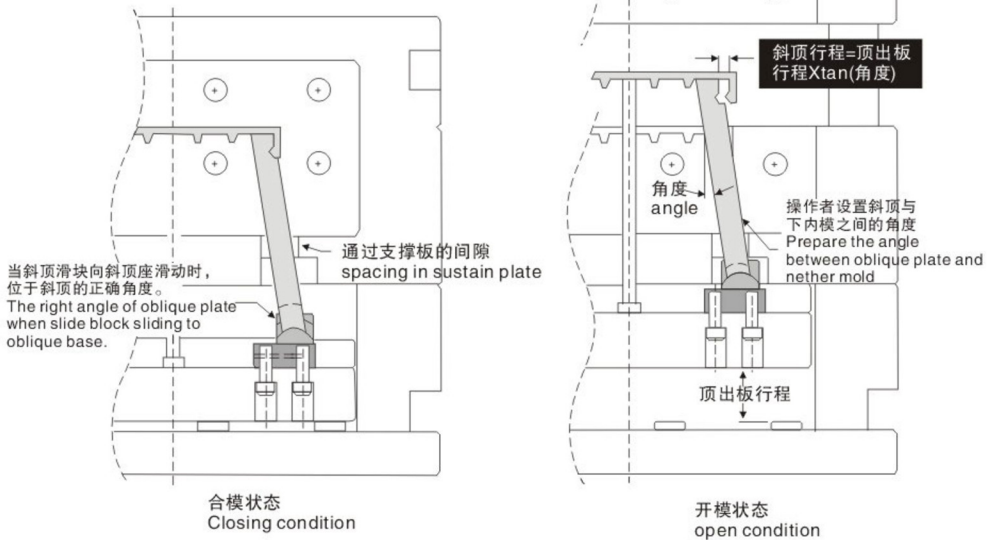 当斜顶滑块向斜顶座滑动时，
位于斜顶的正确角度。
The right angle of oblique plate
when slide block sliding to
oblique base.
通过支撑板的间隙
spacing in sustain plate
合模状态
Closing condition
斜顶行程=顶出板
行程Xtan(角度)
角度
angle
操作者设置斜顶与
下内模之间的角度
Prepare the angle
between oblique plate and
nether mold
顶出板行程
开模状态
open condition